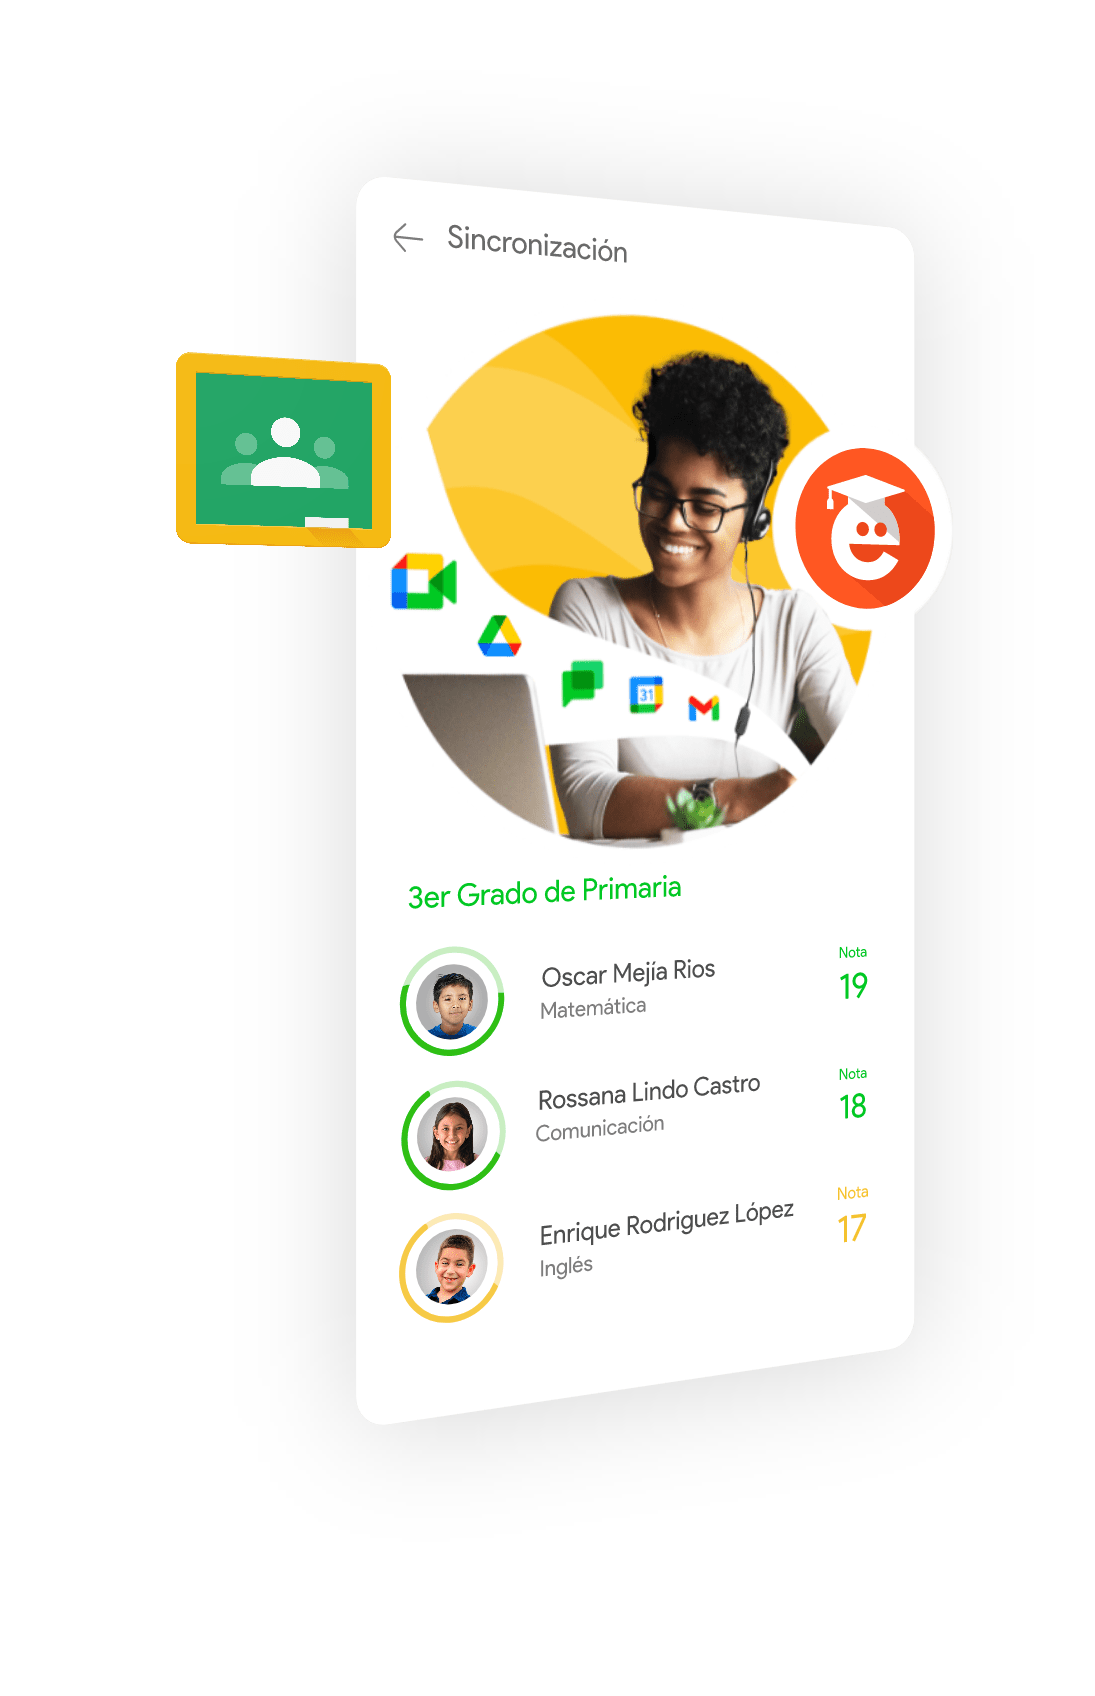 Sincronización
31
3er Grado de Primaria
Oscar Mejía Rios
Matemática
Nota
19
Rossana Lindo Castro
Comunicación
Nota
18
Enrique Rodriguez López
Inglés
Nota
17